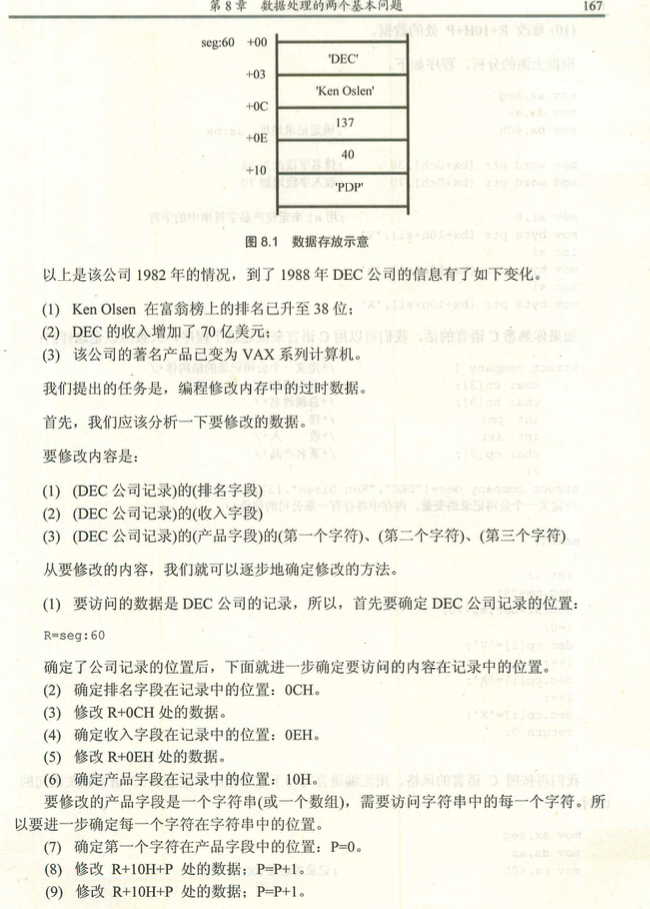 第 8 章 数据处理的两个基本问题 167
seg:60 +00
'DEC'
+03
'Ken Oslen'
+0C
137
+0E
40
+10
'PDP'
图 8.1 数据存放示意
以上是该公司 1982 年的情况，到了 1988 年 DEC 公司的信息有了如下变化。
(1) Ken Olsen 在富翁榜上的排名已升至 38 位；
(2) DEC 的收入增加了 70 亿美元；
(3) 该公司的著名产品已变为 VAX 系列计算机。
我们提出的任务是，编程修改内存中的过时数据。
首先，我们应该分析一下要修改的数据。
要修改内容是：
(1) (DEC 公司记录)的(排名字段)
(2) (DEC 公司记录)的(收入字段)
(3) (DEC 公司记录)的(产品字段)的(第一个字符)、(第二个字符)、(第三个字符)
从要修改的内容，我们就可以逐步地确定修改的方法。
(1) 要访问的数据是 DEC 公司的记录，所以，首先要确定 DEC 公司记录的位置：
R=seg:60
确定了公司记录的位置后，下面就进一步确定要访问的内容在记录中的位置。
(2) 确定排名字段在记录中的位置：0CH。
(3) 修改 R+0CH 处的数据。
(4) 确定收入字段在记录中的位置：0EH。
(5) 修改 R+0EH 处的数据。
(6) 确定产品字段在记录中的位置：10H。
要修改的产品字段是一个字符串(或一个数组)，需要访问字符串中的每一个字符。所
以要进一步确定每一个字符在字符串中的位置。
(7) 确定第一个字符在产品字段中的位置：P=0。
(8) 修改 R+10H+P 处的数据；P=P+1。
(9) 修改 R+10H+P 处的数据；P=P+1。